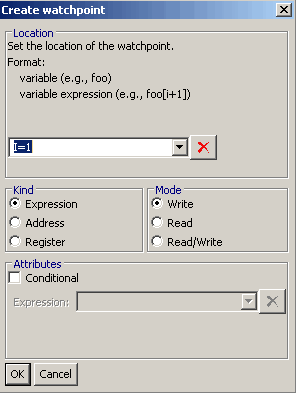 Create watchpoint
Location
Set the location of the watchpoint.
Format:
variable (e.g., foo)
variable expression (e.g., foo[i+1])
I=1
Kind
Expression
Address
Register
Mode
Write
Read
Read/Write
Attributes
Conditional
Expression:
OK Cancel